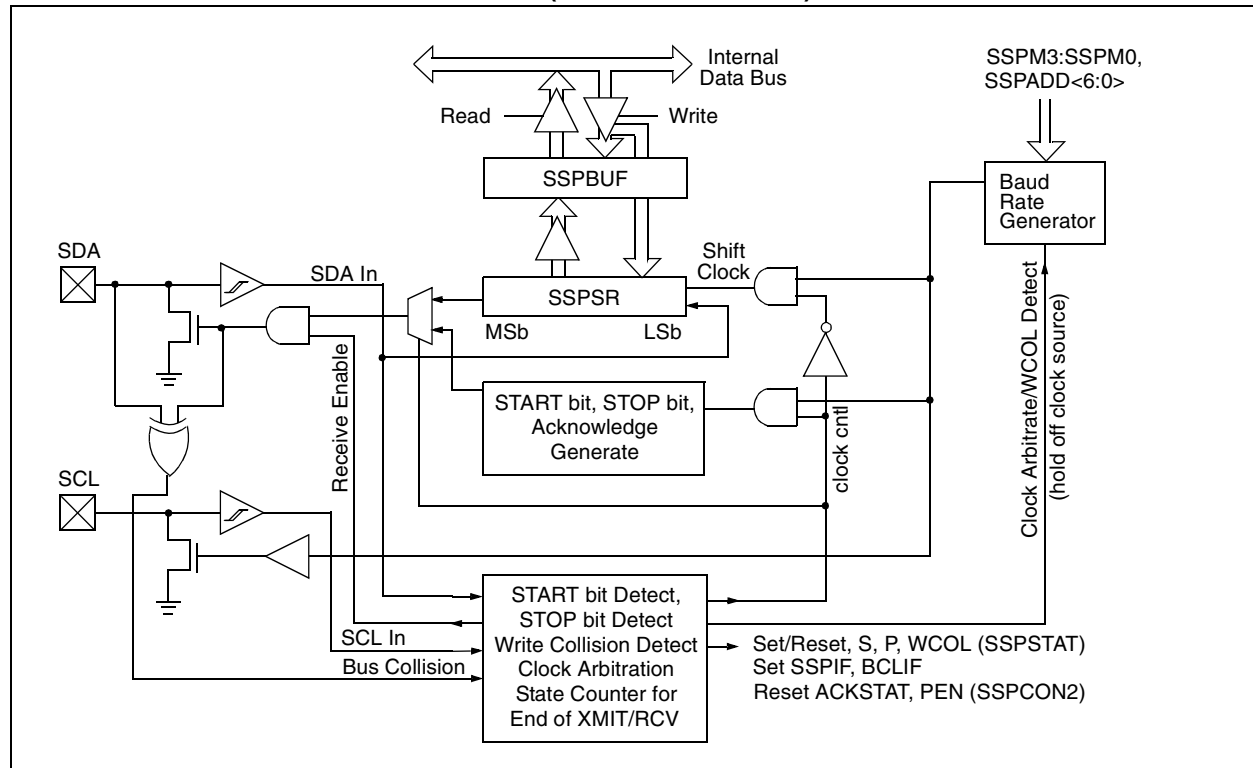 Internal
Data Bus
Read
Write
SSPM3:SSPM0,
SSPADD<6:0>
SSPBUF
Baud
Rate
Generator
SDA
SDA In
Shift
Clock
SSPSR
MSb
LSb
Receive Enable
START bit, STOP bit,
Acknowledge
Generate
clock cntl
Clock Arbitrate/WCOL Detect
(hold off clock source)
SCL
START bit Detect,
STOP bit Detect
Write Collision Detect
Clock Arbitration
State Counter for
End of XMIT/RCV
SCL In
Bus Collision
Set/Reset, S, P, WCOL (SSPSTAT)
Set SSPIF, BCLIF
Reset ACKSTAT, PEN (SSPCON2)